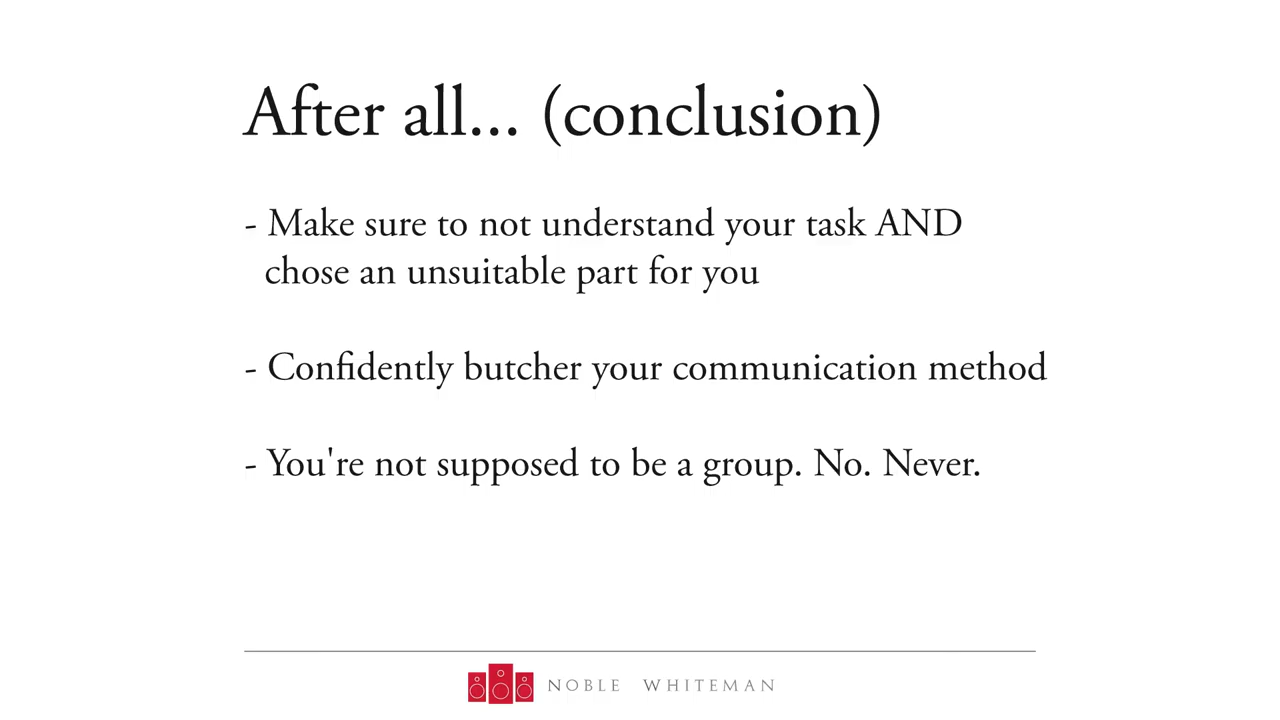 After all... (conclusion)
- Make sure to not understand your task AND
chose an unsuitable part for you
- Confidently butcher your communication method
- You're not supposed to be a group. No. Never.
NOBLE WHITEMAN